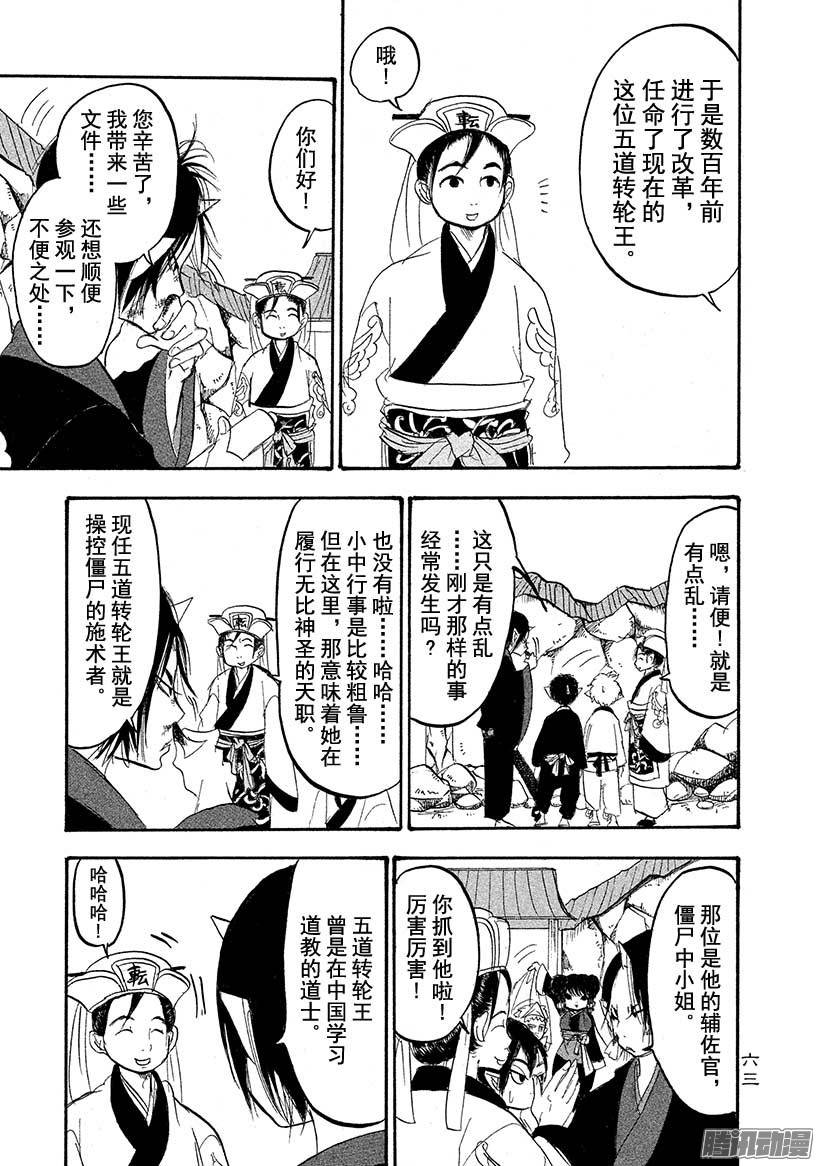 于是数百年前
进行了改革，
任命了现在的
这位五道转轮王。
哦！
転
你们好！
您辛苦了，
我带来一些
文件……
还想顺便
参观一下，
不便之处……
転
嗯，请便！就是
有点乱……
这只是有点乱
……刚才那样的事
经常发生吗？
也没有啦……哈哈……
小中行事是比较粗鲁……
但在这里，那意味着她在
履行无比神圣的天职。
転
现任五道转轮王就是
操控僵尸的施术者。
那位是他的辅佐官，
僵尸中小姐。
你抓到他啦！
厉害厉害！
五道转轮王
曾是在中国学习
道教的道士。
哈哈哈！
転
六三
腾讯动漫